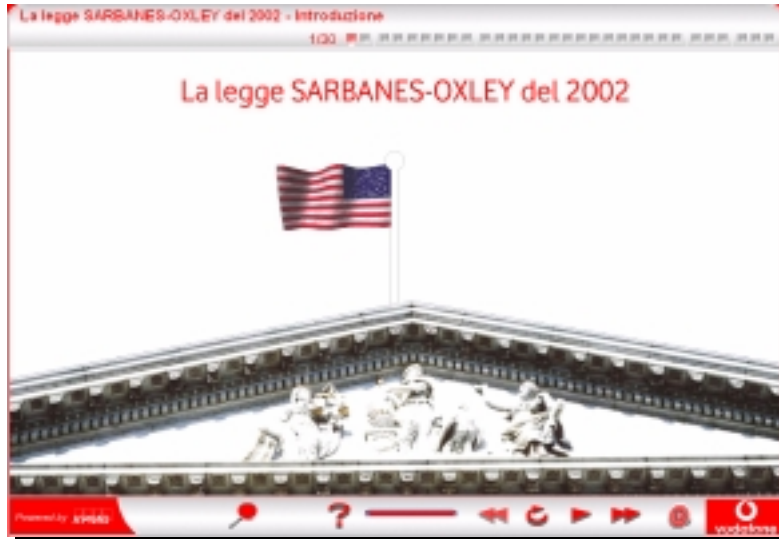 La legge SARBANES-OXLEY del 2002 - Introduzione
1/30
La legge SARBANES-OXLEY del 2002
Powered by
?
@
vodafone